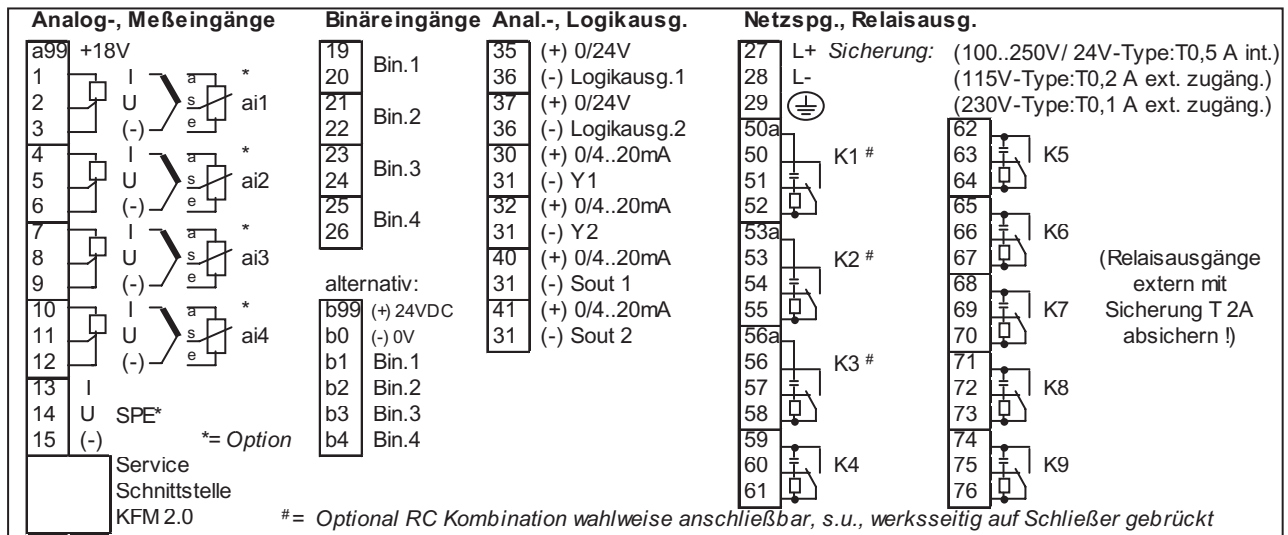 Analog-, Meßeingänge Binäreingänge Anal.-, Logikausg. Netzspg., Relaisausg.
a99 +18V
1 I a *
2 U s ai1
3 (-) e
4 I a *
5 U s ai2
6 (-) e
7 I a *
8 U s ai3
9 (-) e
10 I a *
11 U s ai4
12 (-) e
13 I
14 U SPE*
15 (-) *= Option
Service
Schnittstelle
KFM 2.0
19
20 Bin.1
21
22 Bin.2
23
24 Bin.3
25
26 Bin.4
alternativ:
b99 (+) 24VDC
b0 (-) 0V
b1 Bin.1
b2 Bin.2
b3 Bin.3
b4 Bin.4
35 (+) 0/24V
36 (-) Logikausg.1
37 (+) 0/24V
36 (-) Logikausg.2
30 (+) 0/4..20mA
31 (-) Y1
32 (+) 0/4..20mA
31 (-) Y2
40 (+) 0/4..20mA
31 (-) Sout 1
41 (+) 0/4..20mA
31 (-) Sout 2
27 L+ Sicherung: (100..250V/ 24V-Type:T0,5 A int.)
28 L- (115V-Type:T0,2 A ext. zugäng.)
29 (230V-Type:T0,1 A ext. zugäng.)
50a
50 K1 #
51
52
53a
53 K2 #
54
55
56a
56 K3 #
57
58
59
60 K4
61
62
63 K5
64
65
66 K6
67
68
69 K7
70
71
72 K8
73
74
75 K9
76
(Relaisausgänge
extern mit
Sicherung T 2A
absichern !)
#= Optional RC Kombination wahlweise anschließbar, s.u., werksseitig auf Schließer gebrückt